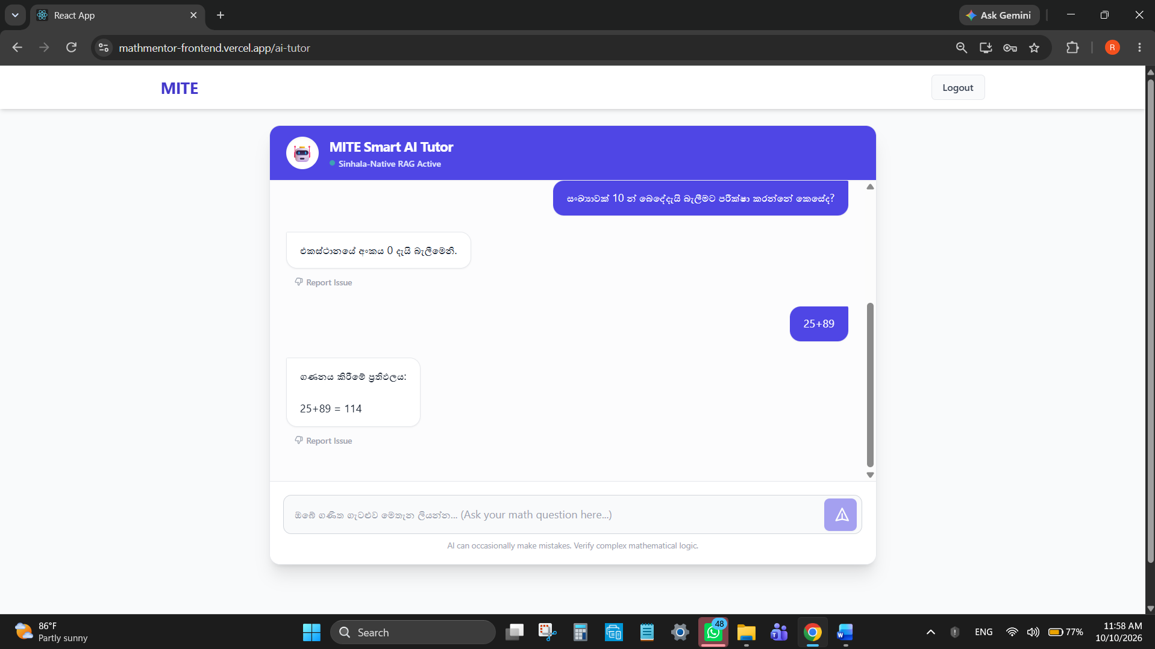 React App
Ask Gemini
mathmentor-frontend.vercel.app/ai-tutor
R
MITE
Logout
MITE Smart AI Tutor
Sinhala-Native RAG Active
සංඛ්‍යාවක් 10 න් බෙදේදැයි බැලීමට පරීක්ෂා කරන්නේ කෙසේද?
එකස්ථානයේ අංකය 0 දැයි බැලීමෙනි.
Report Issue
25+89
ගණනය කිරීමේ ප්‍රතිඵලය:
25+89 = 114
Report Issue
ඔබේ ගණිත ගැටළුව මෙතැන ලියන්න... (Ask your math question here...)
AI can occasionally make mistakes. Verify complex mathematical logic.
86°F
Partly sunny
Search
48
ENG
77%
11:58 AM
10/10/2026